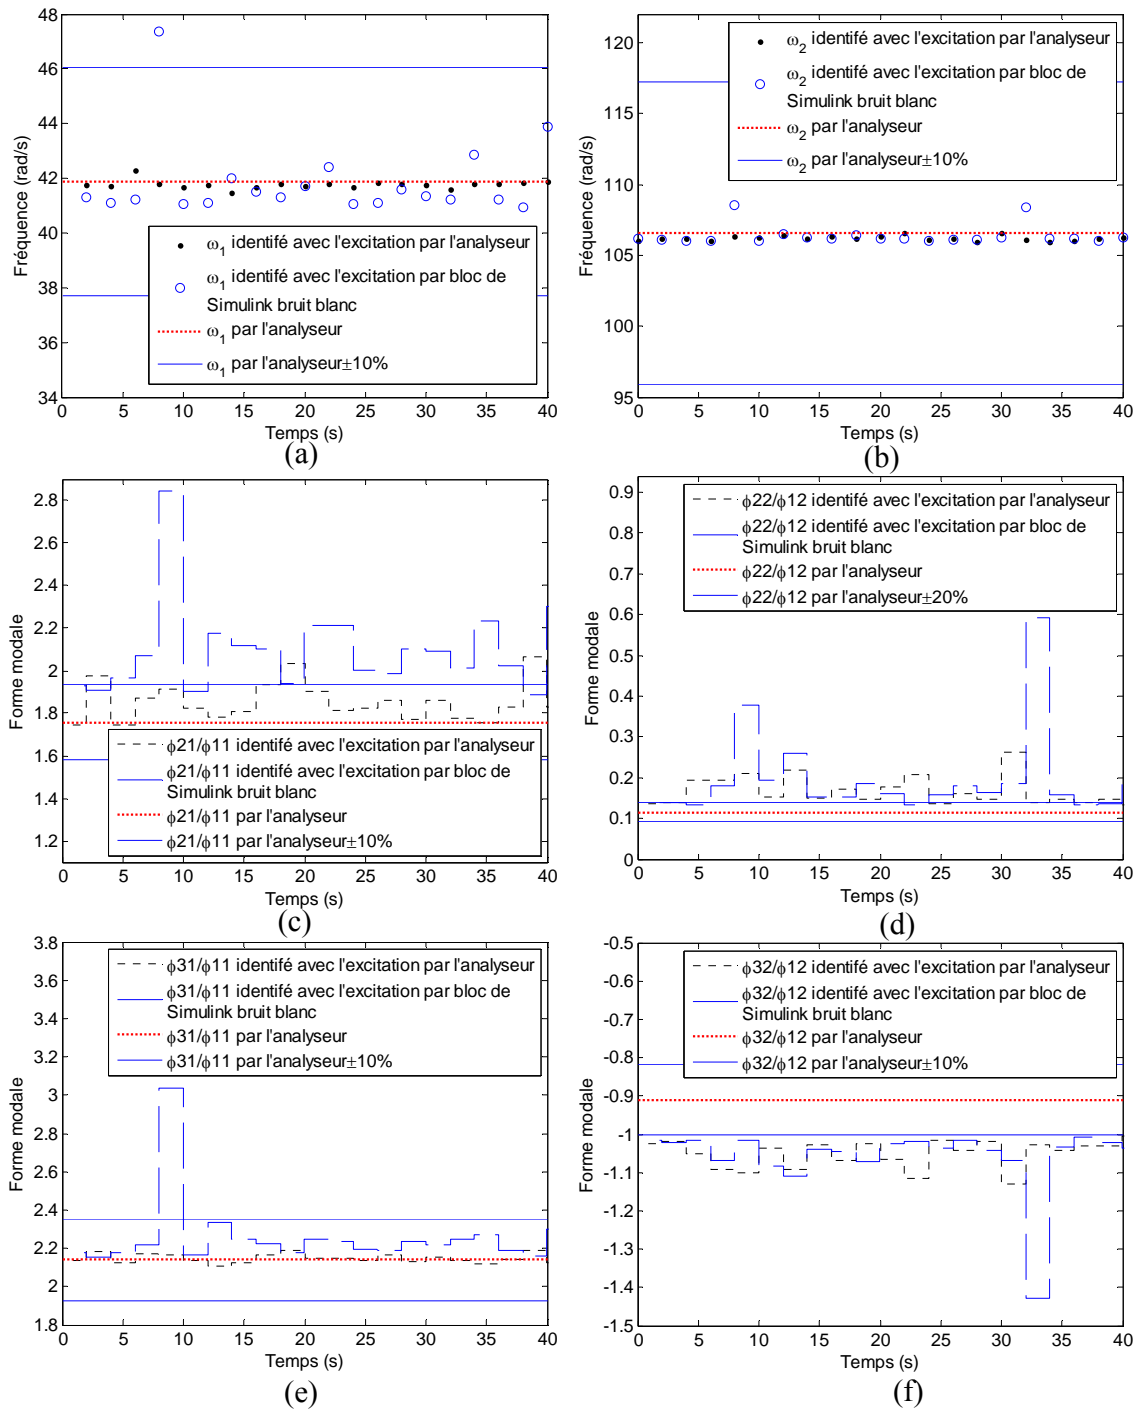 48
46
44
42
40
38
36
34
0 5 10 15 20 25 30 35 40
Fréquence (rad/s)
Temps (s)
ω1 identifé avec l'excitation par l'analyseur
ω1 identifé avec l'excitation par bloc de
Simulink bruit blanc
ω1 par l'analyseur
ω1 par l'analyseur±10%
(a)
120
115
110
105
100
95
0 5 10 15 20 25 30 35 40
Fréquence (rad/s)
Temps (s)
ω2 identifé avec l'excitation par l'analyseur
ω2 identifé avec l'excitation par bloc de
Simulink bruit blanc
ω2 par l'analyseur
ω2 par l'analyseur±10%
(b)
2.8
2.6
2.4
2.2
2
1.8
1.6
1.4
1.2
0 5 10 15 20 25 30 35 40
Forme modale
Temps (s)
ϕ21/ϕ11 identifé avec l'excitation par l'analyseur
ϕ21/ϕ11 identifé avec l'excitation par bloc de
Simulink bruit blanc
ϕ21/ϕ11 par l'analyseur
ϕ21/ϕ11 par l'analyseur±10%
(c)
0.9
0.8
0.7
0.6
0.5
0.4
0.3
0.2
0.1
0
0 5 10 15 20 25 30 35 40
Forme modale
Temps (s)
ϕ22/ϕ12 identifé avec l'excitation par l'analyseur
ϕ22/ϕ12 identifé avec l'excitation par bloc de
Simulink bruit blanc
ϕ22/ϕ12 par l'analyseur
ϕ22/ϕ12 par l'analyseur±20%
(d)
3.8
3.6
3.4
3.2
3
2.8
2.6
2.4
2.2
2
1.8
0 5 10 15 20 25 30 35 40
Forme modale
Temps (s)
ϕ31/ϕ11 identifé avec l'excitation par l'analyseur
ϕ31/ϕ11 identifé avec l'excitation par bloc de
Simulink bruit blanc
ϕ31/ϕ11 par l'analyseur
ϕ31/ϕ11 par l'analyseur±10%
(e)
-0.5
-0.6
-0.7
-0.8
-0.9
-1
-1.1
-1.2
-1.3
-1.4
-1.5
0 5 10 15 20 25 30 35 40
Forme modale
Temps (s)
ϕ32/ϕ12 identifé avec l'excitation par l'analyseur
ϕ32/ϕ12 identifé avec l'excitation par bloc de
Simulink bruit blanc
ϕ32/ϕ12 par l'analyseur
ϕ32/ϕ12 par l'analyseur±10%
(f)